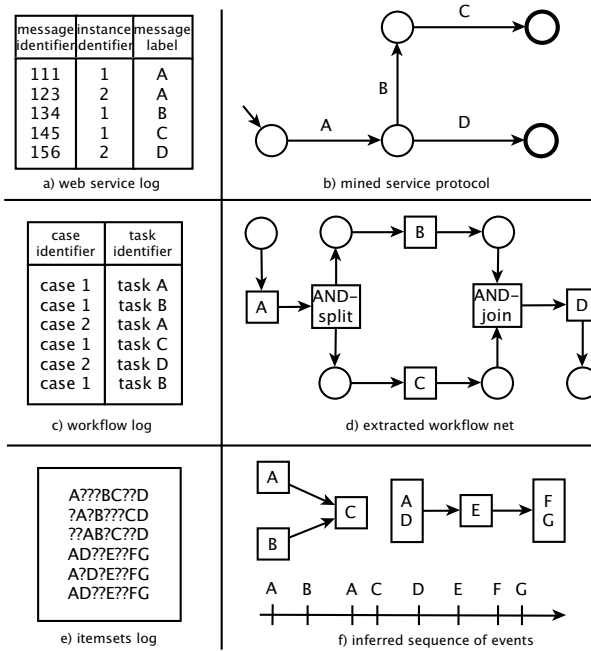 message instance message
identifier identifier label
111 1 A
123 2 A
134 1 B
145 1 C
156 2 D
a) web service log
A
B
C
D
b) mined service protocol
case task
identifier identifier
case 1 task A
case 1 task B
case 2 task A
case 1 task C
case 2 task D
case 1 task B
c) workflow log
A
AND-
split
B
C
AND-
join
D
d) extracted workflow net
A???BC??D
?A?B???CD
??AB?C??D
AD??E??FG
A?D?E??FG
AD??E??FG
e) itemsets log
A
B
C
A
D
E
F
G
A B A C D E F G
f) inferred sequence of events